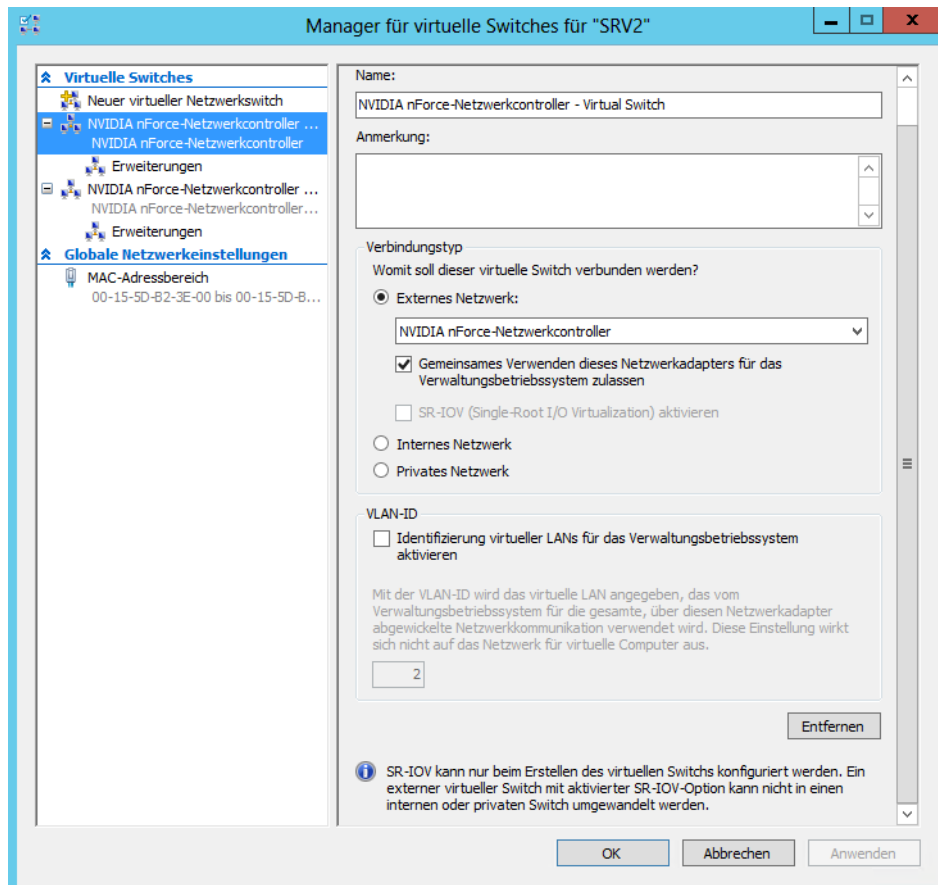 Manager für virtuelle Switches für "SRV2"
Virtuelle Switches
Neuer virtueller Netzwerkswitch
NVIDIA nForce-Netzwerkcontroller ...
NVIDIA nForce-Netzwerkcontroller
Erweiterungen
NVIDIA nForce-Netzwerkcontroller ...
NVIDIA nForce-Netzwerkcontroller...
Erweiterungen
Globale Netzwerkeinstellungen
MAC-Adressbereich
00-15-5D-B2-3E-00 bis 00-15-5D-B...
Name:
NVIDIA nForce-Netzwerkcontroller - Virtual Switch
Anmerkung:
Verbindungstyp
Womit soll dieser virtuelle Switch verbunden werden?
Externes Netzwerk:
NVIDIA nForce-Netzwerkcontroller
Gemeinsames Verwenden dieses Netzwerkadapters für das
Verwaltungsbetriebssystem zulassen
SR-IOV (Single-Root I/O Virtualization) aktivieren
Internes Netzwerk
Privates Netzwerk
VLAN-ID
Identifizierung virtueller LANs für das Verwaltungsbetriebssystem
aktivieren
Mit der VLAN-ID wird das virtuelle LAN angegeben, das vom
Verwaltungsbetriebssystem für die gesamte, über diesen Netzwerkadapter
abgewickelte Netzwerkkommunikation verwendet wird. Diese Einstellung wirkt
sich nicht auf das Netzwerk für virtuelle Computer aus.
2
Entfernen
SR-IOV kann nur beim Erstellen des virtuellen Switchs konfiguriert werden. Ein
externer virtueller Switch mit aktivierter SR-IOV-Option kann nicht in einen
internen oder privaten Switch umgewandelt werden.
OK
Abbrechen
Anwenden